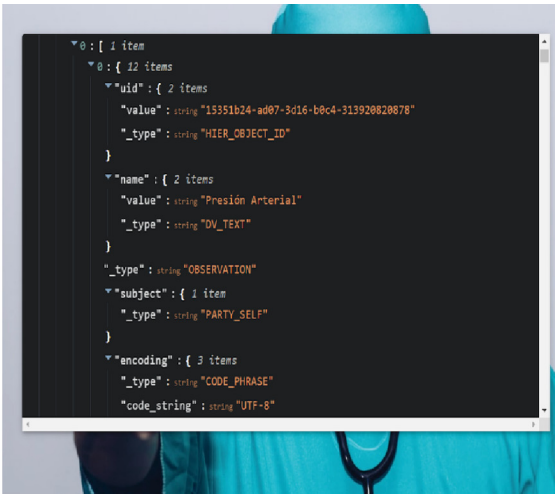 0 : [ 1 item
0 : { 12 items
"uid" : { 2 items
"value" : string "15351b24-ad07-3d16-b0c4-313920820878"
"_type" : string "HIER_OBJECT_ID"
}
"name" : { 2 items
"value" : string "Presión Arterial"
"_type" : string "DV_TEXT"
}
"_type" : string "OBSERVATION"
"subject" : { 1 item
"_type" : string "PARTY_SELF"
}
"encoding" : { 3 items
"_type" : string "CODE_PHRASE"
"code_string" : string "UTF-8"